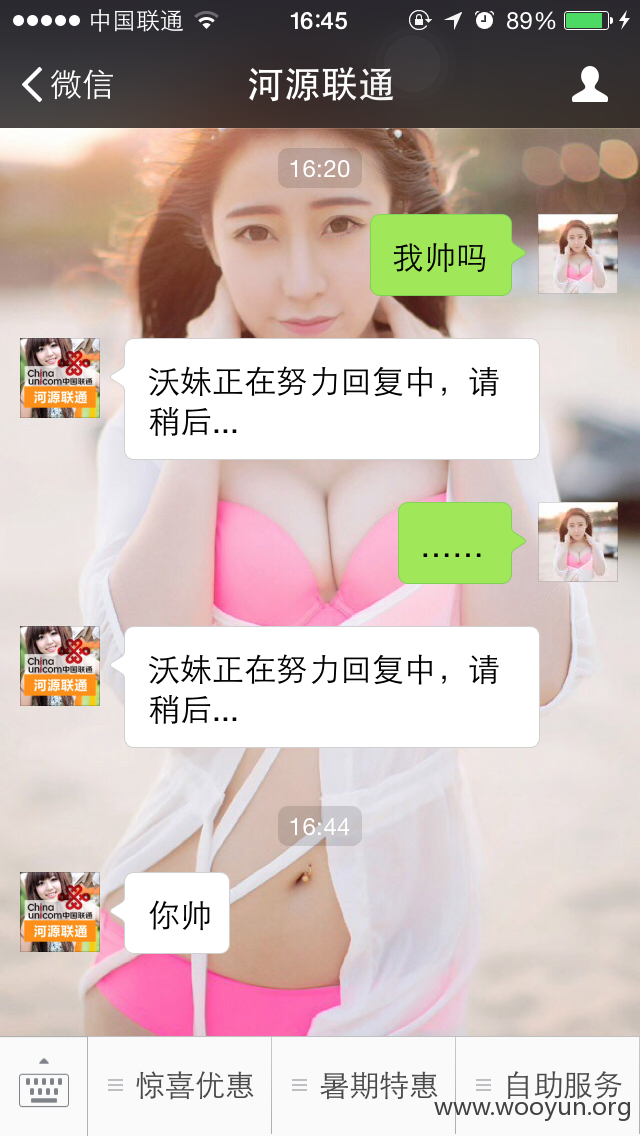 中国联通 16:45 89%
微信 河源联通
16:20
我帅吗
China
unicom中国联通
河源联通
沃妹正在努力回复中，请
稍后...
......
China
unicom中国联通
河源联通
沃妹正在努力回复中，请
稍后...
16:44
China
unicom中国联通
河源联通
你帅
惊喜优惠 暑期特惠 自助服务
www.wooyun.org